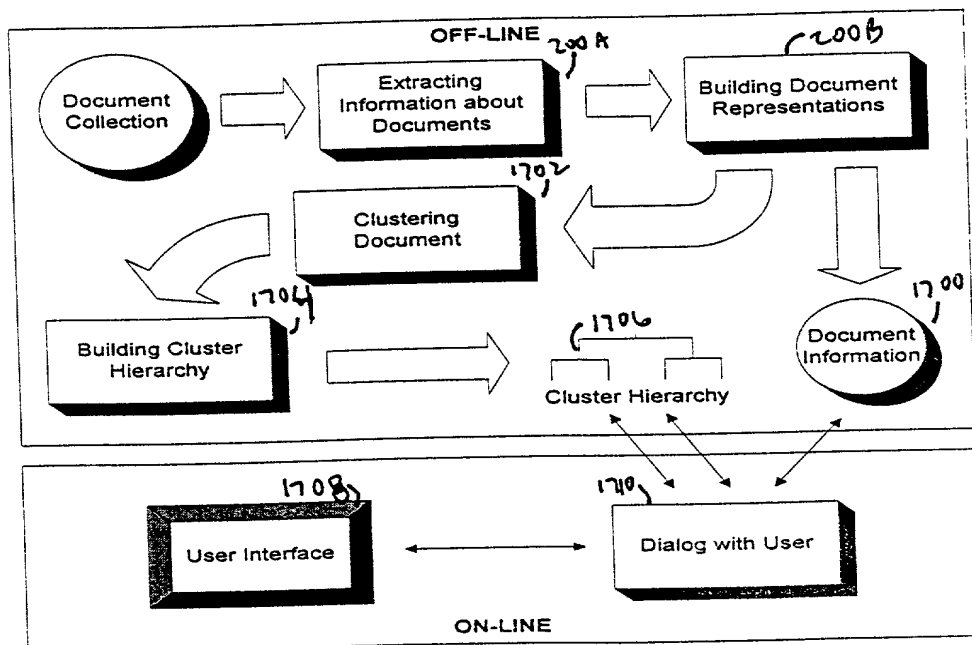 OFF-LINE
200A
200B
Document
Collection
Extracting
Information about
Documents
Building Document
Representations
1702
Clustering
Document
1704
1706
1700
Building Cluster
Hierarchy
Cluster Hierarchy
Document
Information
1708
1710
User Interface
Dialog with User
ON-LINE